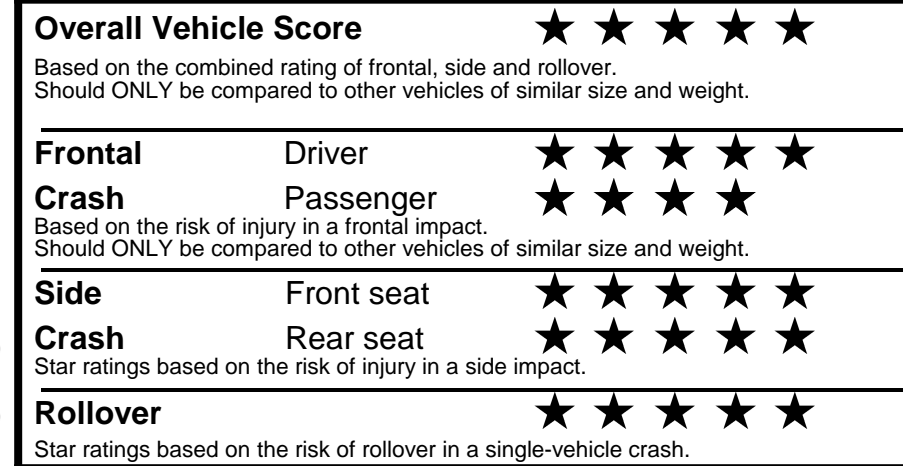 Overall Vehicle Score ★ ★ ★ ★ ★
Based on the combined rating of frontal, side and rollover.
Should ONLY be compared to other vehicles of similar size and weight.
Frontal Driver ★ ★ ★ ★ ★
Crash Passenger ★ ★ ★ ★
Based on the risk of injury in a frontal impact.
Should ONLY be compared to other vehicles of similar size and weight.
Side Front seat ★ ★ ★ ★ ★
Crash Rear seat ★ ★ ★ ★ ★
Star ratings based on the risk of injury in a side impact.
Rollover ★ ★ ★ ★ ★
Star ratings based on the risk of rollover in a single-vehicle crash.